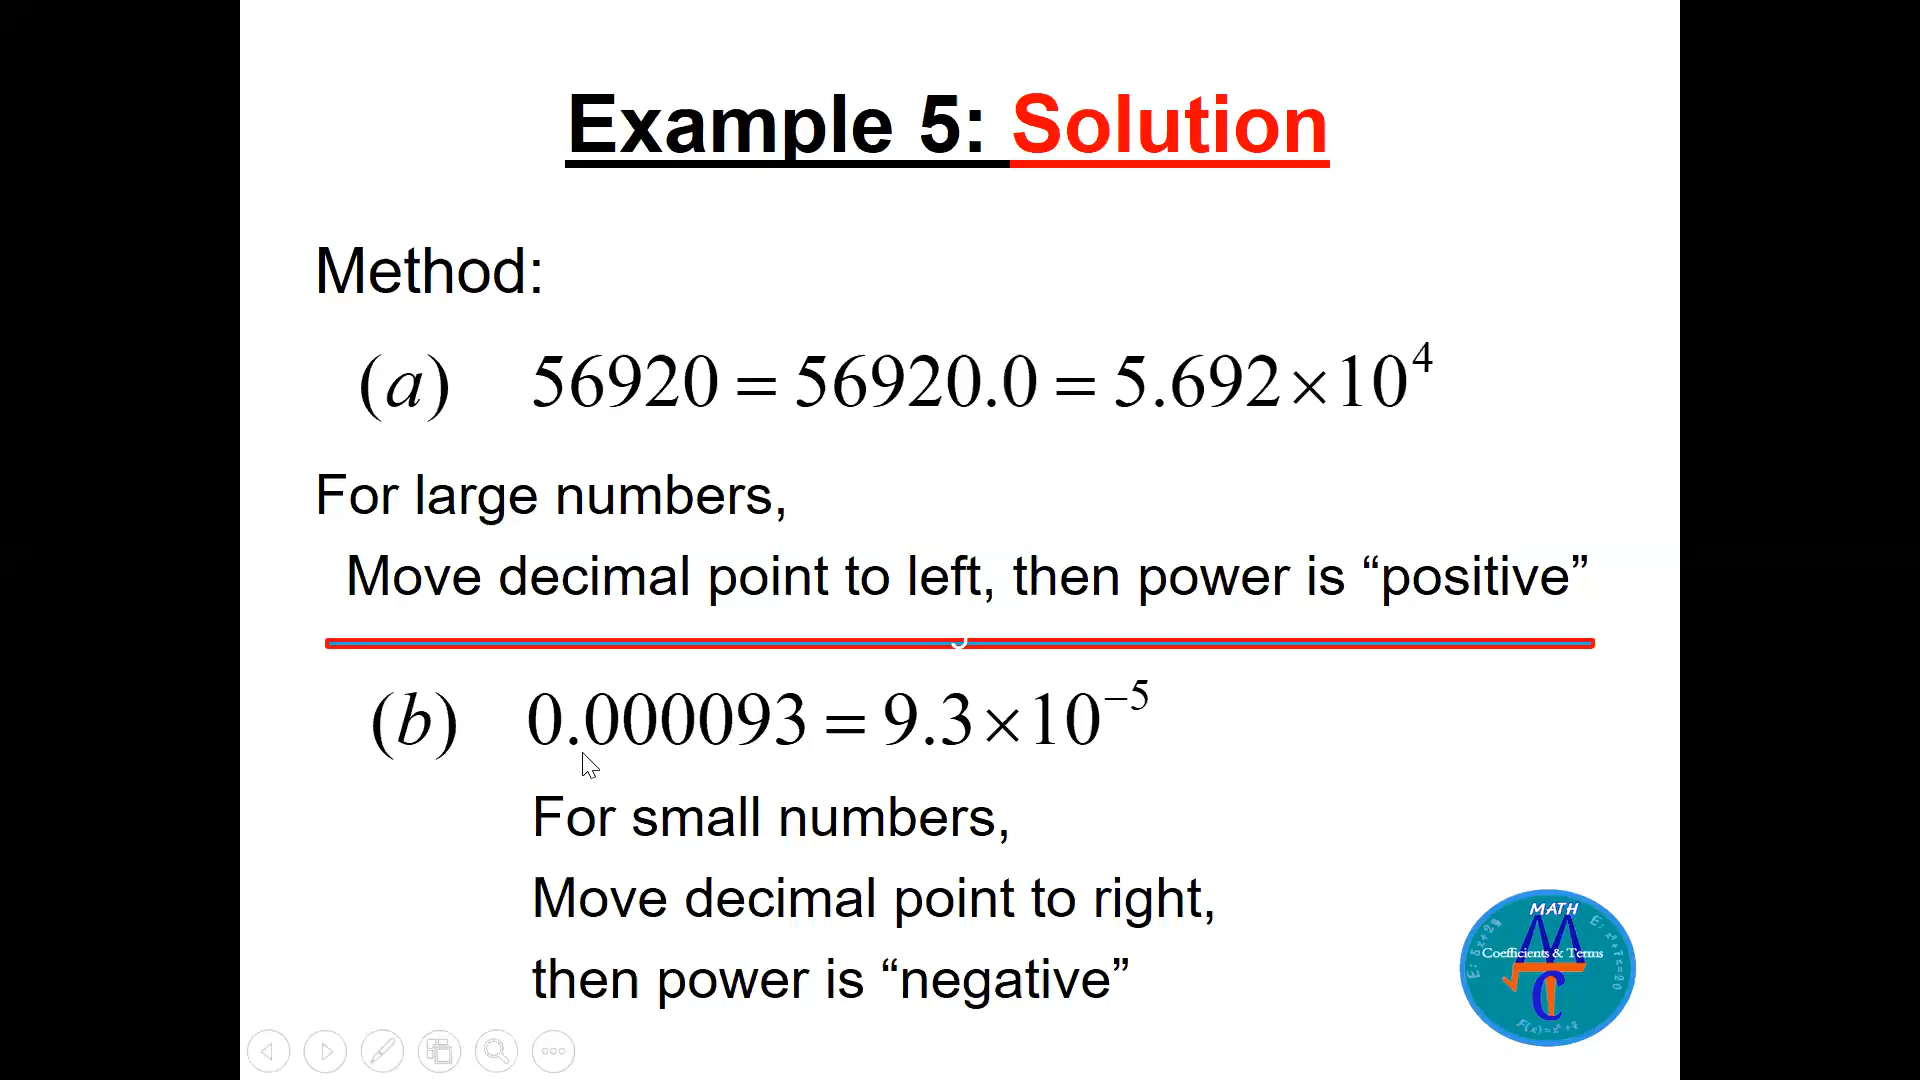 Example 5: Solution
Method:
(a) 56920 = 56920.0 = 5.692×10⁴
For large numbers,
Move decimal point to left, then power is “positive”
(b) 0.000093 = 9.3×10⁻⁵
For small numbers,
Move decimal point to right,
then power is “negative”
MATH
Coefficients & Terms